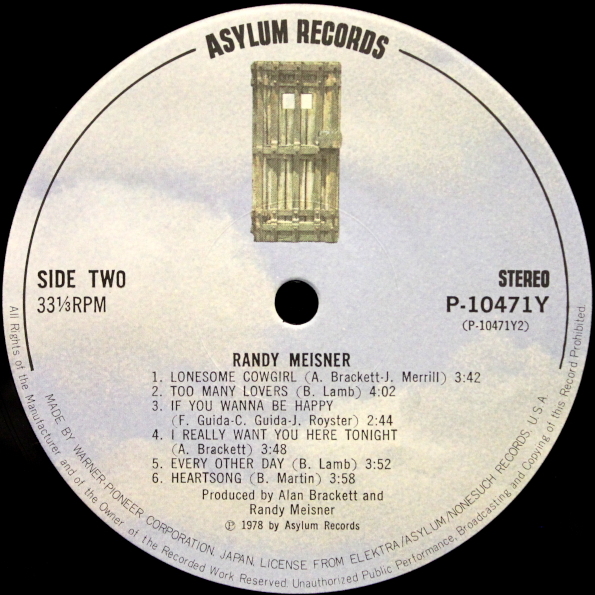 ASYLUM RECORDS
SIDE TWO
33⅓RPM
STEREO
P-10471Y
(P-10471Y2)
RANDY MEISNER
1. LONESOME COWGIRL (A. Brackett-J. Merrill) 3:42
2. TOO MANY LOVERS (B. Lamb) 4:02
3. IF YOU WANNA BE HAPPY
(F. Guida-C. Guida-J. Royster) 2:44
4. I REALLY WANT YOU HERE TONIGHT
(A. Brackett) 3:48
5. EVERY OTHER DAY (B. Lamb) 3:52
6. HEARTSONG (B. Martin) 3:58
Produced by Alan Brackett and
Randy Meisner
℗ 1978 by Asylum Records
MADE BY WARNER-PIONEER CORPORATION, JAPAN, LICENSE FROM ELEKTRA/ASYLUM/NONESUCH RECORDS, U.S.A.
All Rights of the Manufacturer and of the Owner of the Recorded Work Reserved. Unauthorized Public Performance, Broadcasting and Copying of this Record Prohibited.